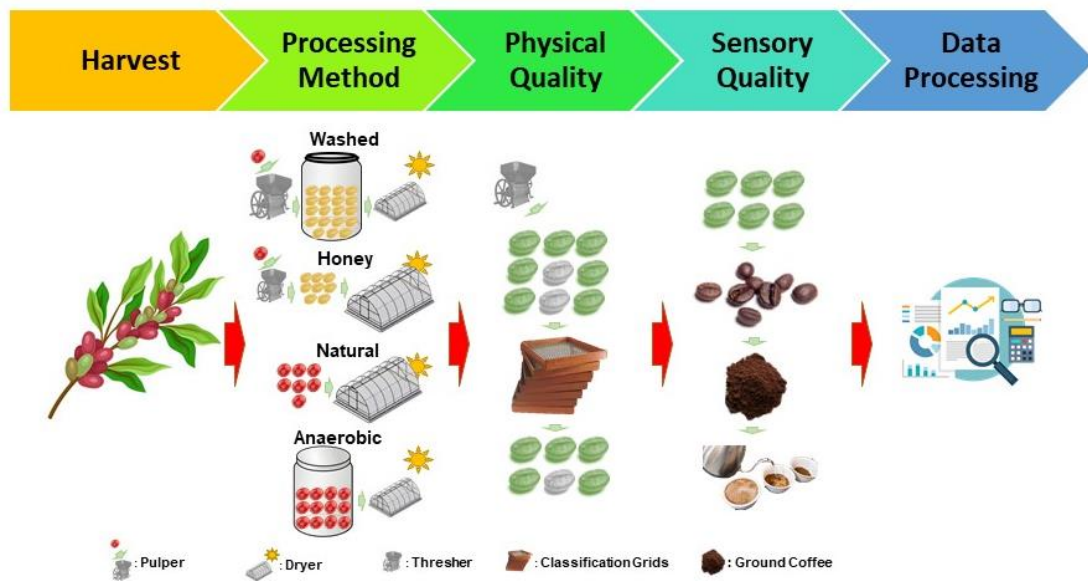 Harvest
Processing
Method
Physical
Quality
Sensory
Quality
Data
Processing
Washed
Honey
Natural
Anaerobic
: Pulper
: Dryer
: Thresher
: Classification Grids
: Ground Coffee